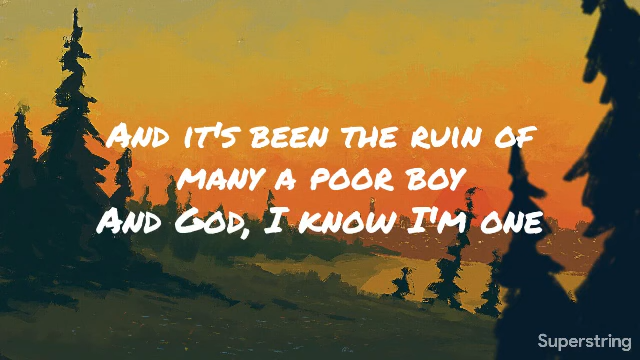 And it's been the ruin of
many a poor boy
And God, I know I'm one
Superstring